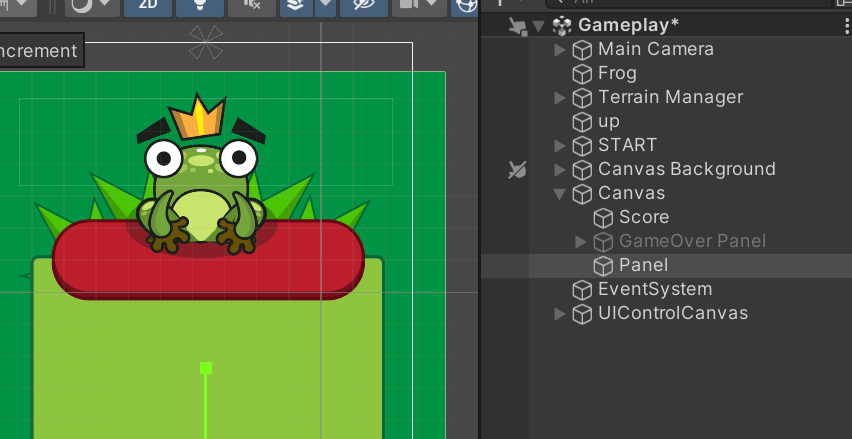 2D
ncrement
Gameplay*
Main Camera
Frog
Terrain Manager
up
START
Canvas Background
Canvas
Score
GameOver Panel
Panel
EventSystem
UIControlCanvas